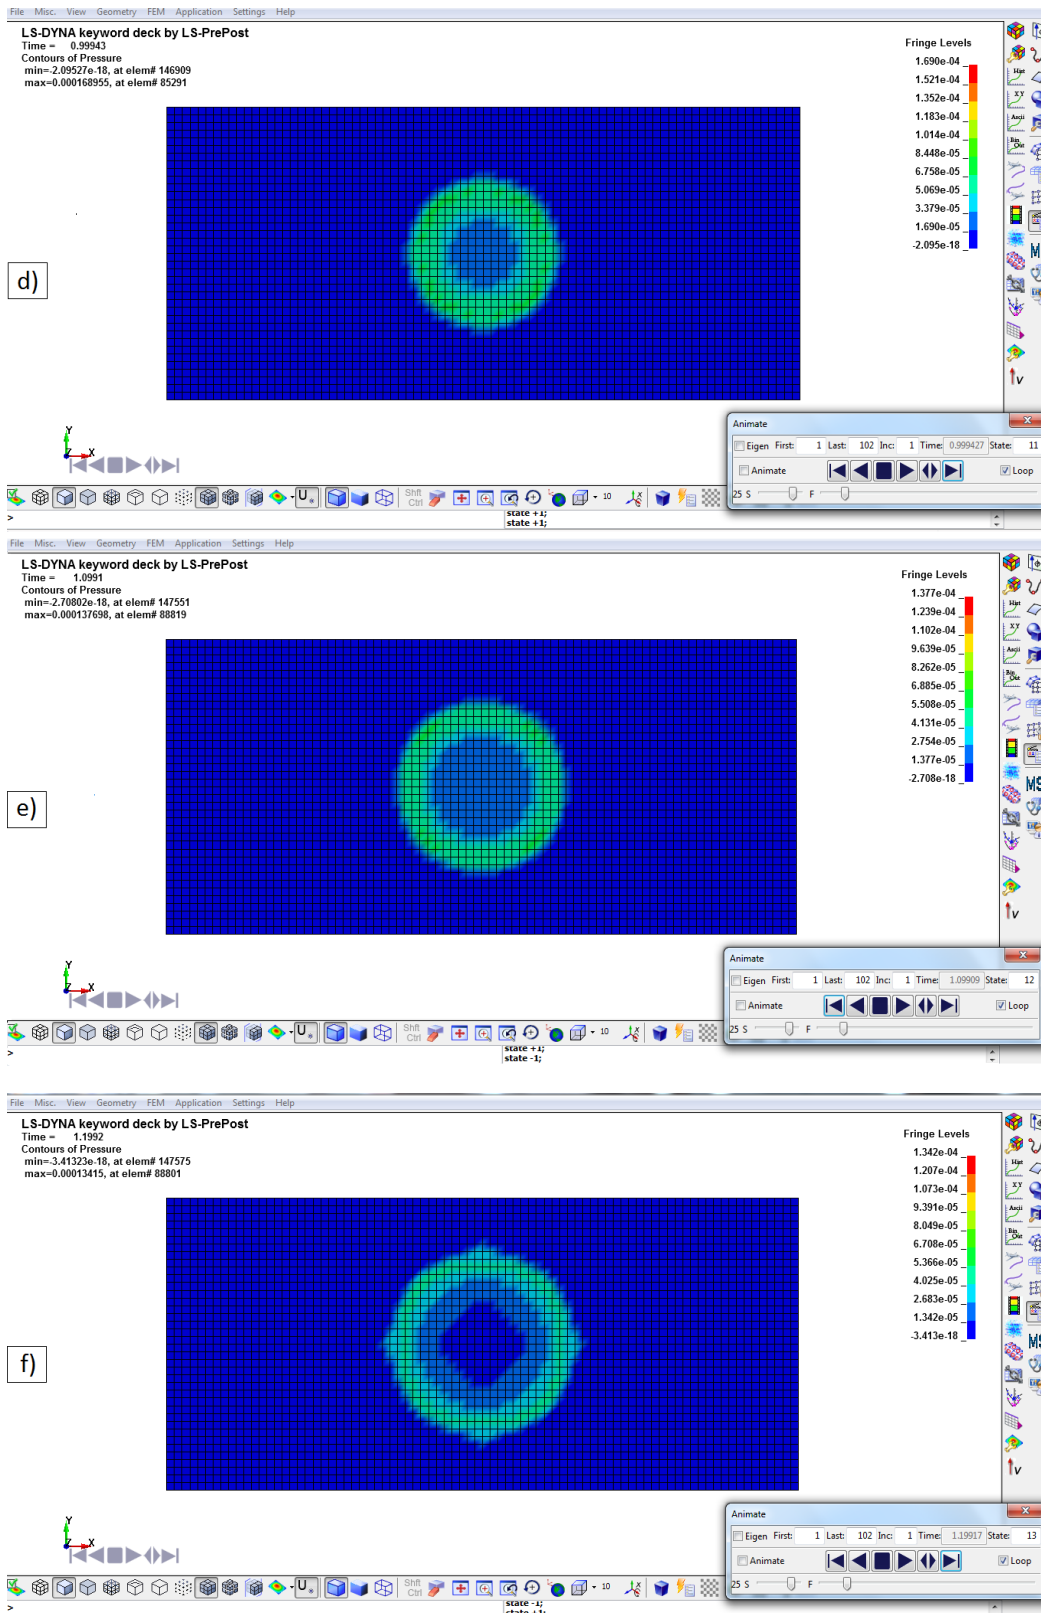 File Misc. View Geometry FEM Application Settings Help
LS-DYNA keyword deck by LS-PrePost
Time = 0.99943
Contours of Pressure
min=-2.09527e-18, at elem# 146909
max=0.000168955, at elem# 85291
Fringe Levels
1.690e-04
1.521e-04
1.352e-04
1.183e-04
1.014e-04
8.448e-05
6.758e-05
5.069e-05
3.379e-05
1.690e-05
-2.095e-18
d)
Y
Z X
Animate
Eigen First: 1 Last: 102 Inc: 1 Time: 0.999427 State: 11
Animate Loop
25 S F
Shft
Ctrl
10
> state +1;
state +1;
File Misc. View Geometry FEM Application Settings Help
LS-DYNA keyword deck by LS-PrePost
Time = 1.0991
Contours of Pressure
min=-2.70802e-18, at elem# 147551
max=0.000137698, at elem# 88819
Fringe Levels
1.377e-04
1.239e-04
1.102e-04
9.639e-05
8.262e-05
6.885e-05
5.508e-05
4.131e-05
2.754e-05
1.377e-05
-2.708e-18
e)
Y
Z X
Animate
Eigen First: 1 Last: 102 Inc: 1 Time: 1.09909 State: 12
Animate Loop
25 S F
Shft
Ctrl
10
> state +1;
state -1;
File Misc. View Geometry FEM Application Settings Help
LS-DYNA keyword deck by LS-PrePost
Time = 1.1992
Contours of Pressure
min=-3.41323e-18, at elem# 147575
max=0.00013415, at elem# 88801
Fringe Levels
1.342e-04
1.207e-04
1.073e-04
9.391e-05
8.049e-05
6.708e-05
5.366e-05
4.025e-05
2.683e-05
1.342e-05
-3.413e-18
f)
Y
Z X
Animate
Eigen First: 1 Last: 102 Inc: 1 Time: 1.19917 State: 13
Animate Loop
25 S F
Shft
Ctrl
10
> state -1;
state +1;